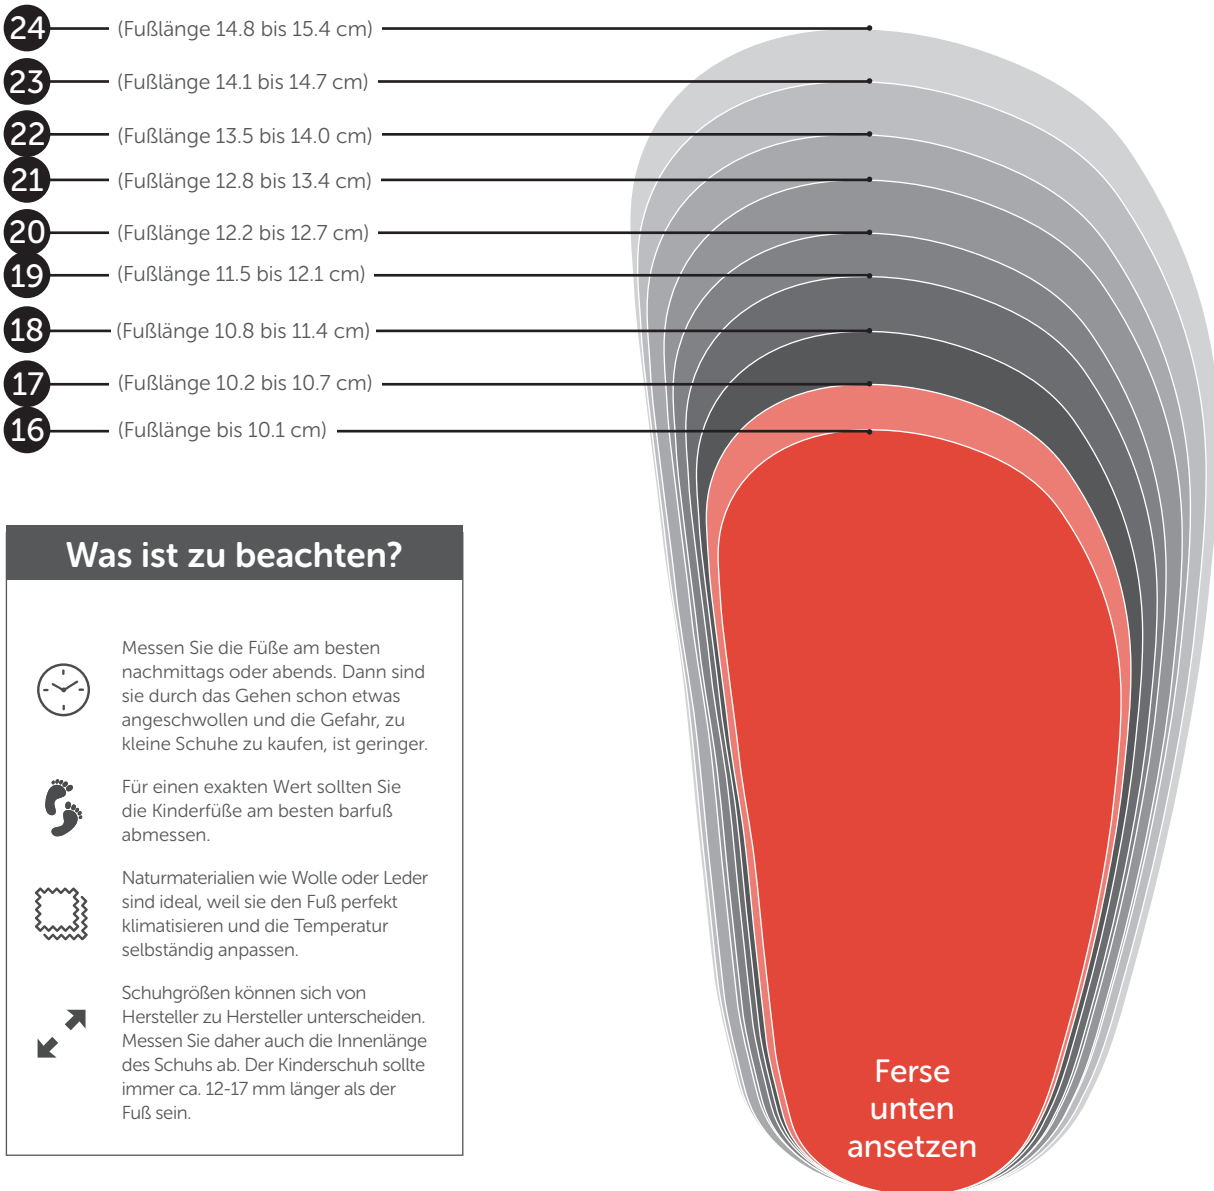 24 (Fußlänge 14.8 bis 15.4 cm)
23 (Fußlänge 14.1 bis 14.7 cm)
22 (Fußlänge 13.5 bis 14.0 cm)
21 (Fußlänge 12.8 bis 13.4 cm)
20 (Fußlänge 12.2 bis 12.7 cm)
19 (Fußlänge 11.5 bis 12.1 cm)
18 (Fußlänge 10.8 bis 11.4 cm)
17 (Fußlänge 10.2 bis 10.7 cm)
16 (Fußlänge bis 10.1 cm)
Was ist zu beachten?
Messen Sie die Füße am besten
nachmittags oder abends. Dann sind
sie durch das Gehen schon etwas
angeschwollen und die Gefahr, zu
kleine Schuhe zu kaufen, ist geringer.
Für einen exakten Wert sollten Sie
die Kinderfüße am besten barfuß
abmessen.
Naturmaterialien wie Wolle oder Leder
sind ideal, weil sie den Fuß perfekt
klimatisieren und die Temperatur
selbständig anpassen.
Schuhgrößen können sich von
Hersteller zu Hersteller unterscheiden.
Messen Sie daher auch die Innenlänge
des Schuhs ab. Der Kinderschuh sollte
immer ca. 12-17 mm länger als der
Fuß sein.
Ferse
unten
ansetzen